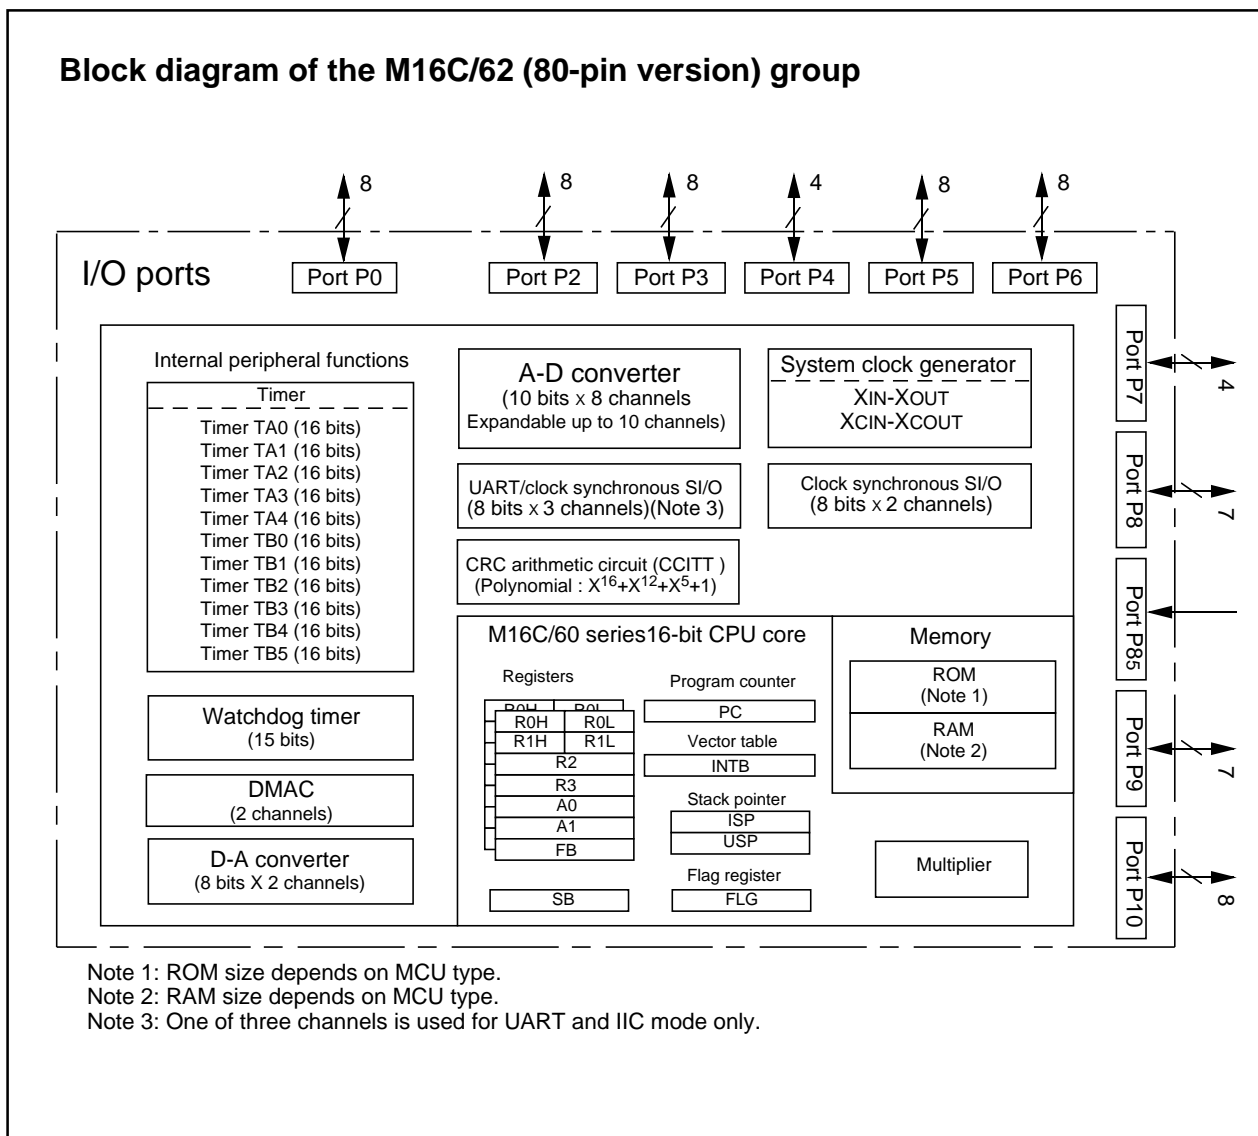 Block diagram of the M16C/62 (80-pin version) group
8
8
8
4
8
8
I/O ports
Port P0
Port P2
Port P3
Port P4
Port P5
Port P6
Internal peripheral functions
Timer
Timer TA0 (16 bits)
Timer TA1 (16 bits)
Timer TA2 (16 bits)
Timer TA3 (16 bits)
Timer TA4 (16 bits)
Timer TB0 (16 bits)
Timer TB1 (16 bits)
Timer TB2 (16 bits)
Timer TB3 (16 bits)
Timer TB4 (16 bits)
Timer TB5 (16 bits)
Watchdog timer
(15 bits)
DMAC
(2 channels)
D-A converter
(8 bits X 2 channels)
A-D converter
(10 bits x 8 channels
Expandable up to 10 channels)
UART/clock synchronous SI/O
(8 bits x 3 channels)(Note 3)
CRC arithmetic circuit (CCITT )
(Polynomial : X16+X12+X5+1)
System clock generator
XIN-XOUT
XCIN-XCOUT
Clock synchronous SI/O
(8 bits x 2 channels)
M16C/60 series16-bit CPU core
Registers
R0H R0L
R0H R0L
R1H R1L
R2
R3
A0
A1
FB
SB
Program counter
PC
Vector table
INTB
Stack pointer
ISP
USP
Flag register
FLG
Memory
ROM
(Note 1)
RAM
(Note 2)
Multiplier
Port P7
4
Port P8
7
Port P85
Port P9
7
Port P10
8
Note 1: ROM size depends on MCU type.
Note 2: RAM size depends on MCU type.
Note 3: One of three channels is used for UART and IIC mode only.